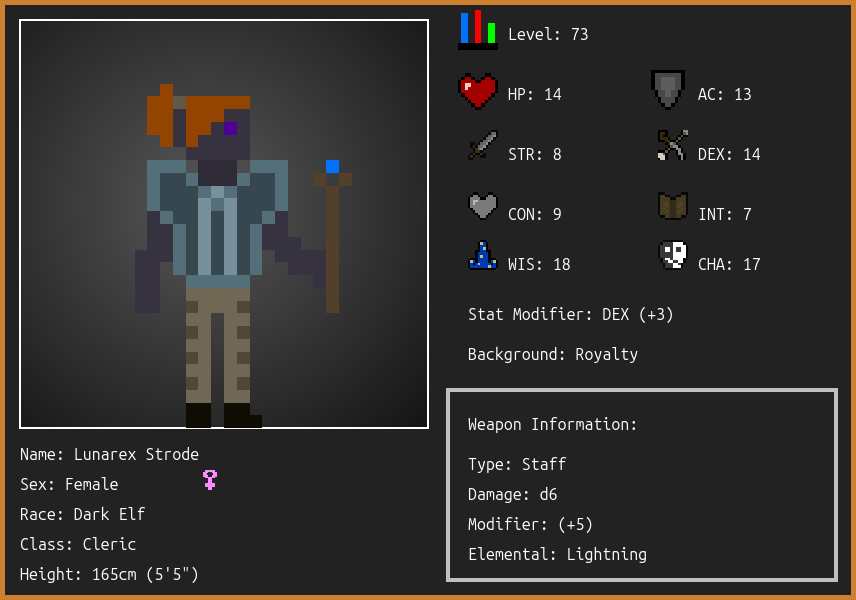 Level: 73
HP: 14
AC: 13
STR: 8
DEX: 14
CON: 9
INT: 7
WIS: 18
CHA: 17
Stat Modifier: DEX (+3)
Background: Royalty
Weapon Information:
Type: Staff
Damage: d6
Modifier: (+5)
Elemental: Lightning
Name: Lunarex Strode
Sex: Female
Race: Dark Elf
Class: Cleric
Height: 165cm (5'5")